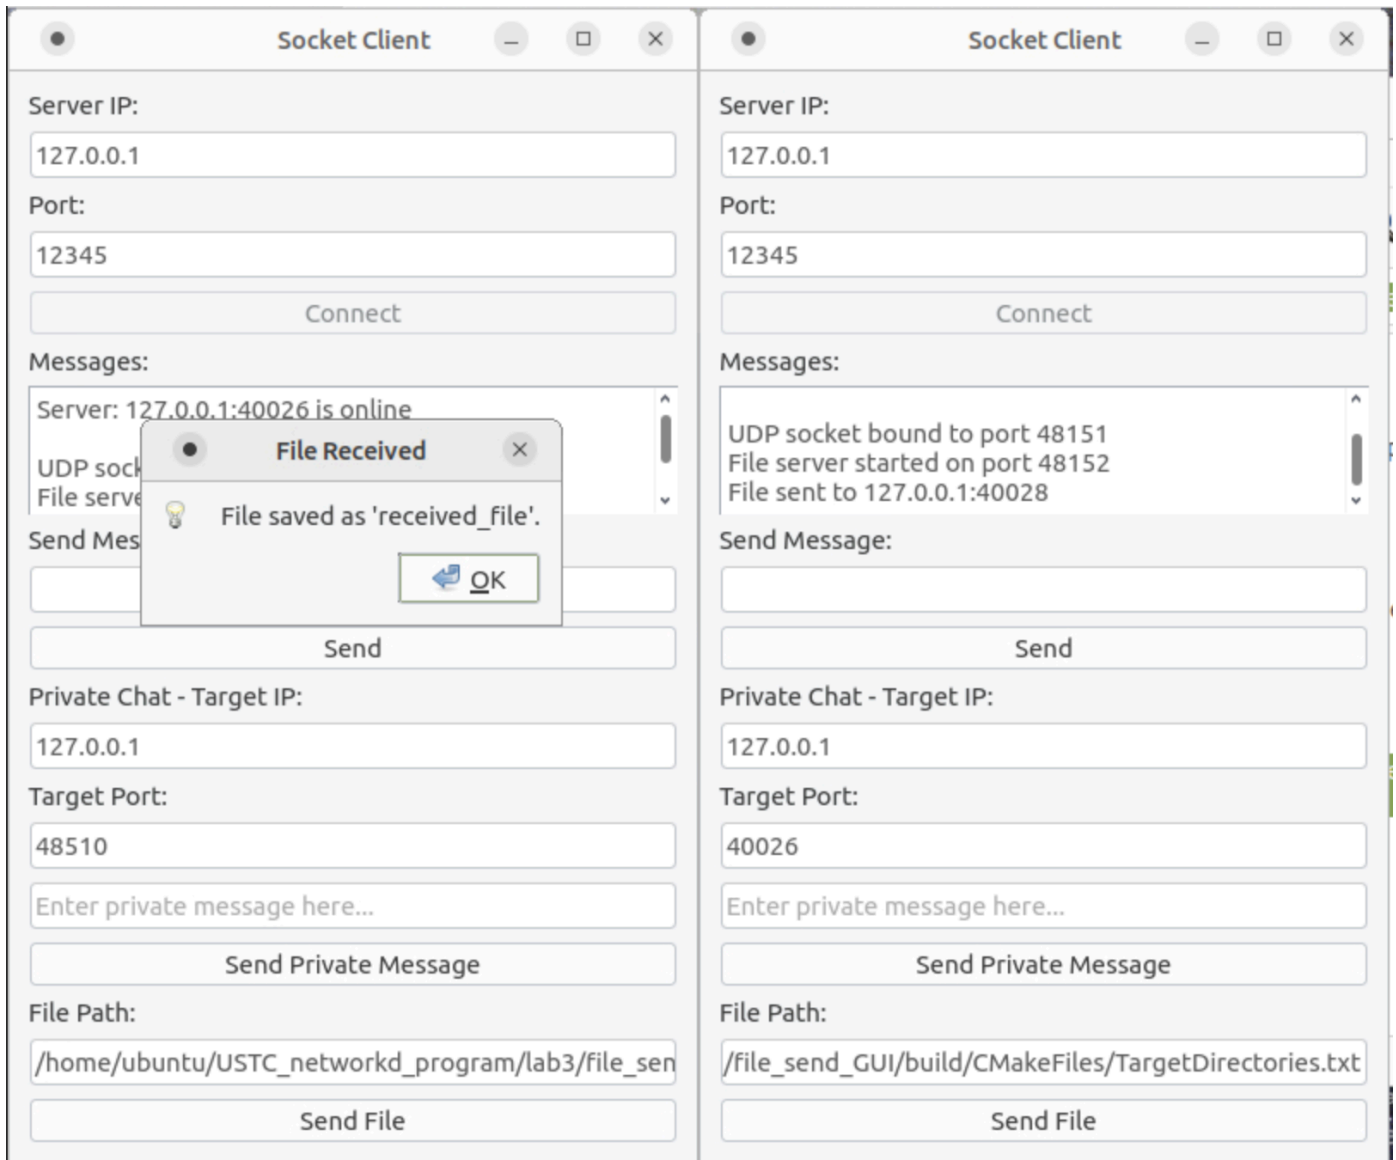 Socket Client
Server IP:
127.0.0.1
Port:
12345
Connect
Messages:
Server: 127.0.0.1:40026 is online
UDP sock
File serve
File Received
File saved as 'received_file'.
OK
Send Mes
Send
Private Chat - Target IP:
127.0.0.1
Target Port:
48510
Enter private message here...
Send Private Message
File Path:
/home/ubuntu/USTC_networkd_program/lab3/file_sen
Send File
Socket Client
Server IP:
127.0.0.1
Port:
12345
Connect
Messages:
UDP socket bound to port 48151
File server started on port 48152
File sent to 127.0.0.1:40028
Send Message:
Send
Private Chat - Target IP:
127.0.0.1
Target Port:
40026
Enter private message here...
Send Private Message
File Path:
/file_send_GUI/build/CMakeFiles/TargetDirectories.txt
Send File